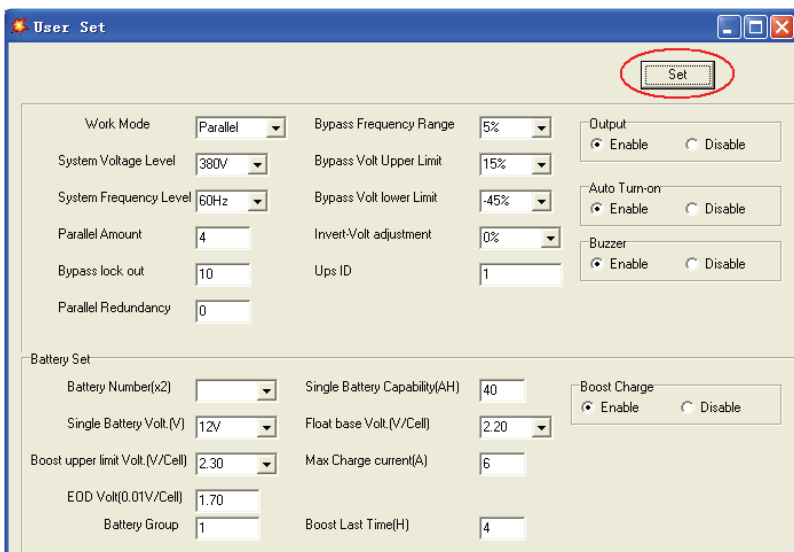 User Set
Set
Work Mode Parallel Bypass Frequency Range 5% Output
Enable Disable
System Voltage Level 380V Bypass Volt Upper Limit 15%
Auto Turn-on
System Frequency Level 60Hz Bypass Volt lower Limit -45% Enable Disable
Parallel Amount 4 Invert-Volt adjustment 0% Buzzer
Bypass lock out 10 Ups ID 1 Enable Disable
Parallel Redundancy 0
Battery Set
Battery Number(x2) Single Battery Capability(AH) 40 Boost Charge
Enable Disable
Single Battery Volt.(V) 12V Float base Volt.(V/Cell) 2.20
Boost upper limit Volt.(V/Cell) 2.30 Max Charge current(A) 6
EOD Volt(0.01V/Cell) 1.70
Battery Group 1 Boost Last Time(H) 4